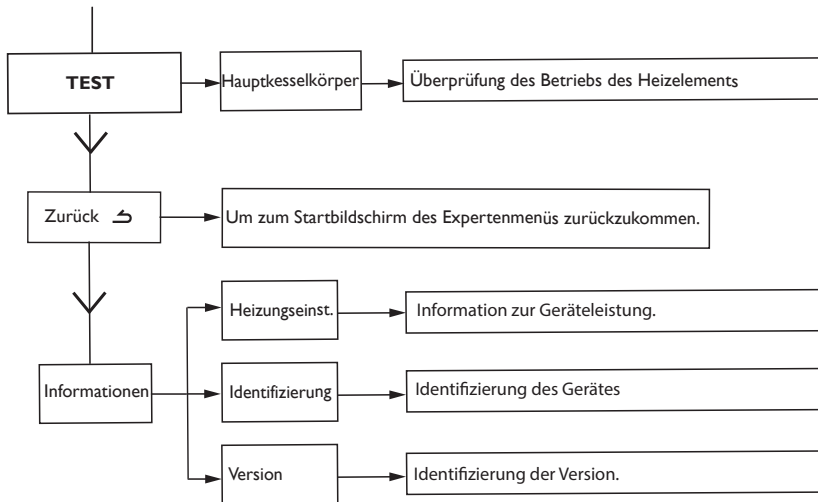 TEST
Hauptkesselkörper
Überprüfung des Betriebs des Heizelements
Zurück
Um zum Startbildschirm des Expertenmenüs zurückzukommen.
Heizungseinst.
Information zur Geräteleistung.
Informationen
Identifizierung
Identifizierung des Gerätes
Version
Identifizierung der Version.